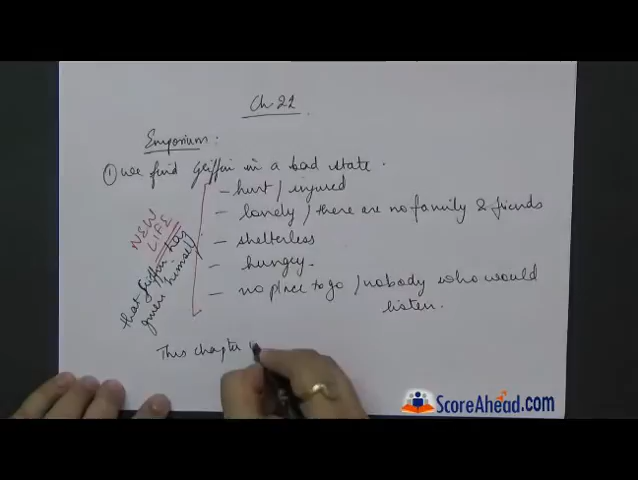 Ch 22
Emporium:
① we find Griffin in a bad state.
- hurt / injured
- lonely / there are no family & friends
- shelterless
- hungry.
- no place to go / nobody who would
listen.
NEW
LIFE
that Griffin has
given himself
This chapter
ScoreAhead.com